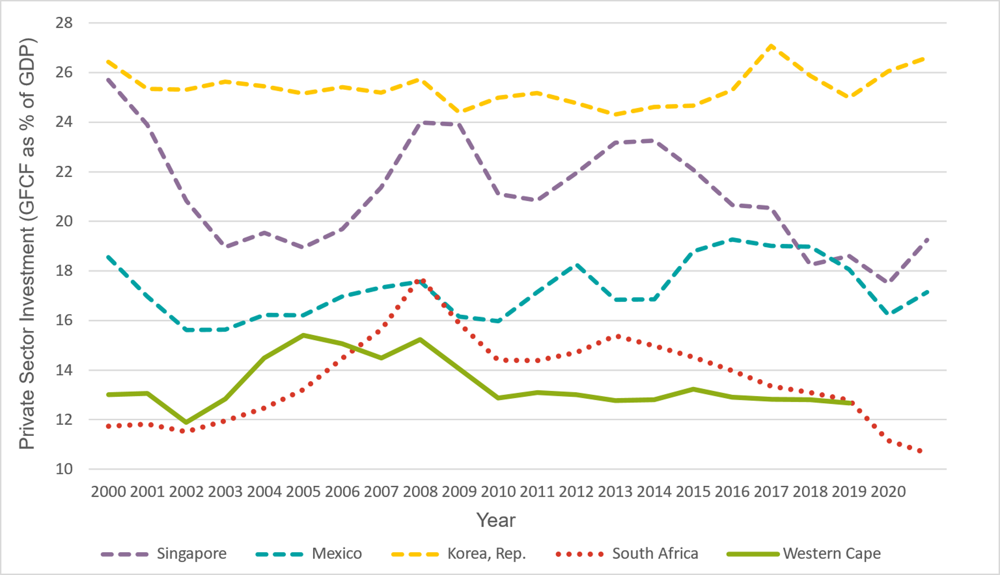 Private Sector Investment (GFCF as % of GDP)
28
26
24
22
20
18
16
14
12
10
2000 2001 2002 2003 2004 2005 2006 2007 2008 2009 2010 2011 2012 2013 2014 2015 2016 2017 2018 2019 2020
Year
Singapore Mexico Korea, Rep. South Africa Western Cape